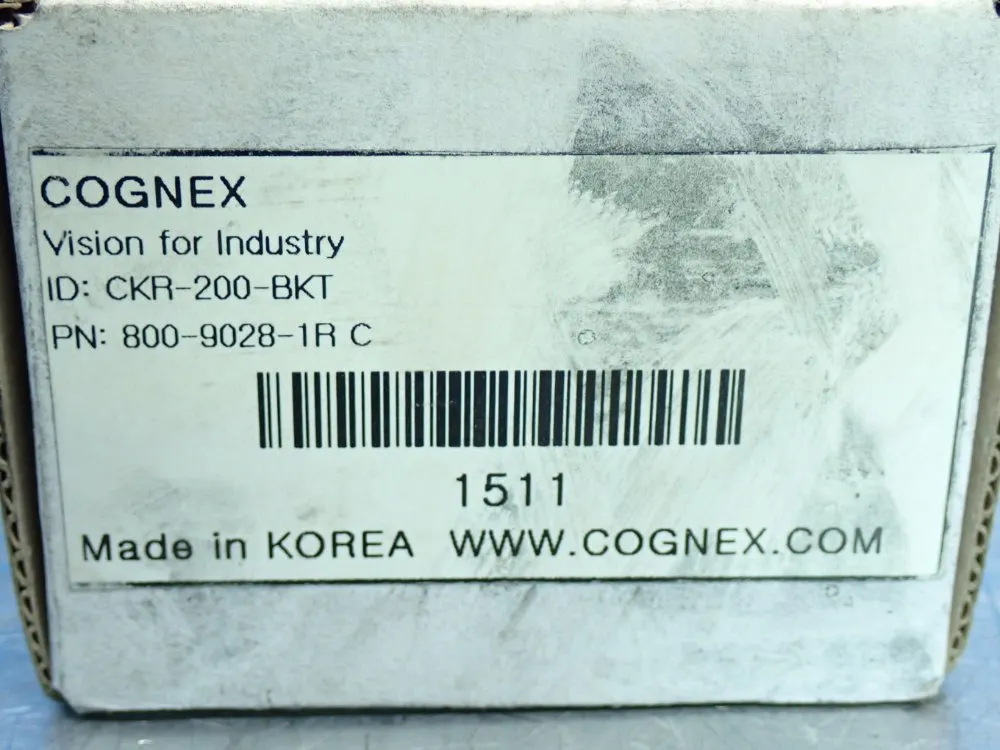 COGNEX
Vision for Industry
ID: CKR-200-BKT
PN: 800-9028-1R C
1511
Made in KOREA WWW.COGNEX.COM